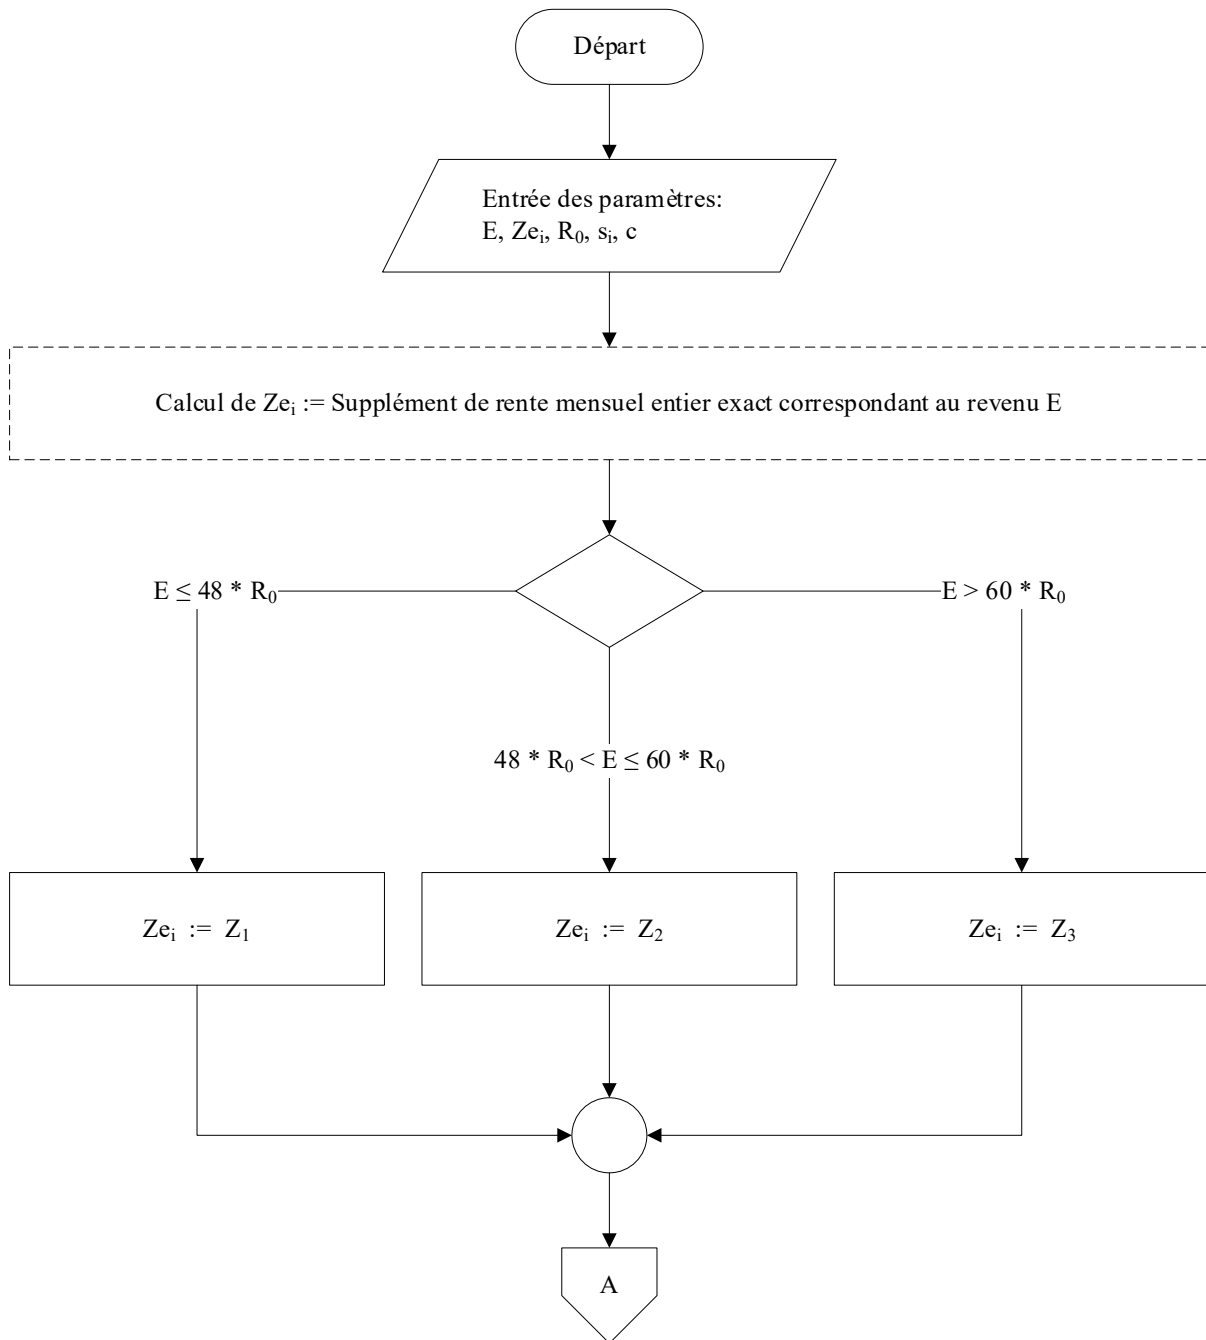 Départ
Entrée des paramètres:
E, Zeᵢ, R₀, sᵢ, c
Calcul de Zeᵢ := Supplément de rente mensuel entier exact correspondant au revenu E
E ≤ 48 * R₀
E > 60 * R₀
48 * R₀ < E ≤ 60 * R₀
Zeᵢ := Z₁
Zeᵢ := Z₂
Zeᵢ := Z₃
A